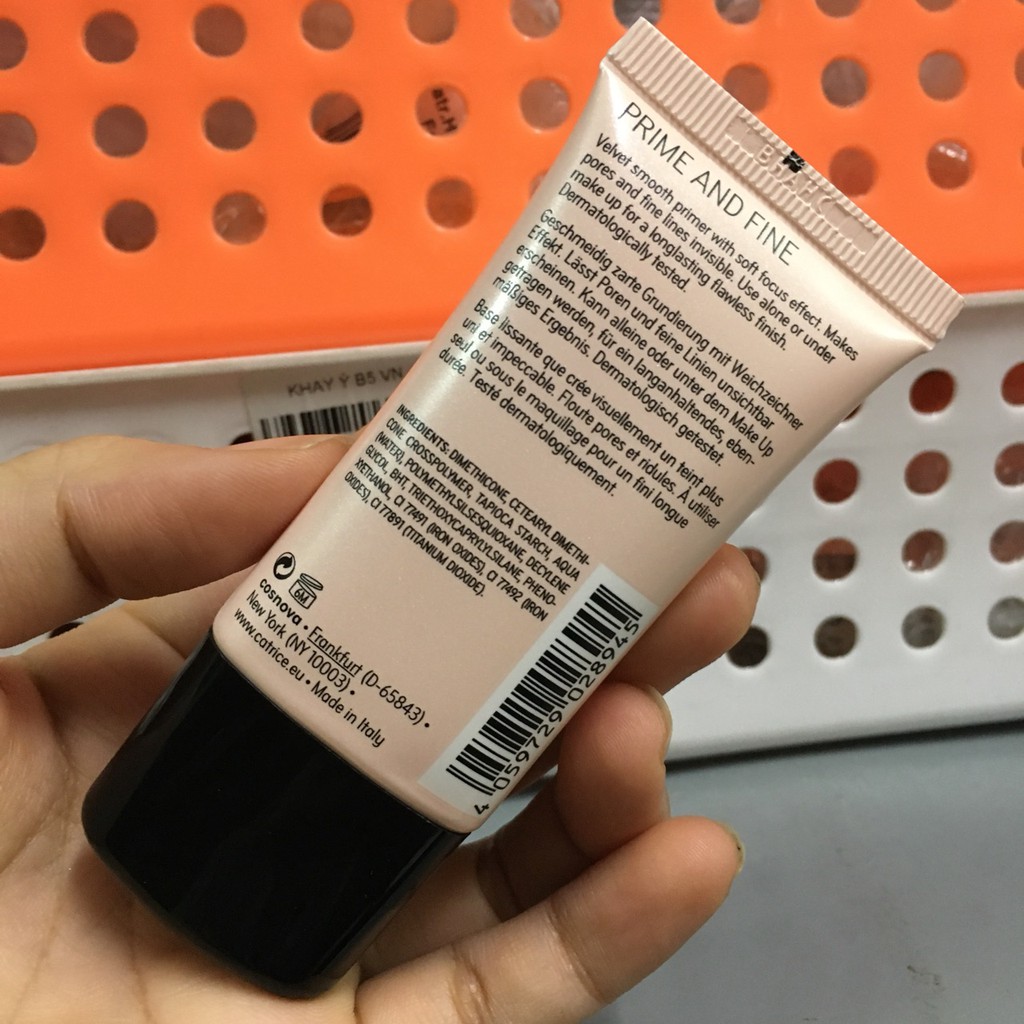 PRIME AND FINE
Velvet smooth primer with soft focus effect. Makes
pores and fine lines invisible. Use alone or under
make up for a longlasting flawless finish.
Dermatologically tested.
Geschmeidig zarte Grundierung mit Weichzeichner
Effekt. Lässt Poren und feine Linien unsichtbar
erscheinen. Kann alleine oder unter dem Make Up
getragen werden, für ein langanhaltendes, eben-
mäßiges Ergebnis. Dermatologisch getestet.
Base lissante que crée visuellement un teint plus
uni et impeccable. Floute pores et ridules. À utiliser
seul ou sous le maquillage pour un fini longue
durée. Testé dermatologiquement.
INGREDIENTS: DIMETHICONE, CETEARYL DIMETHI-
CONE CROSSPOLYMER, TAPIOCA STARCH, AQUA
(WATER), POLYMETHYLSILSESQUIOXANE, DECYLENE
GLYCOL, BHT, TRIETHOXYCAPRYLYLSILANE, PHENO-
XYETHANOL, CI 77491 (IRON OXIDES), CI 77492 (IRON
OXIDES), CI 77891 (TITANIUM DIOXIDE).
6M
cosnova • Frankfurt (D-65843) •
New York (NY 10003) •
www.catrice.eu • Made in Italy
4 059729 028945
KHAY Ý B5 VN